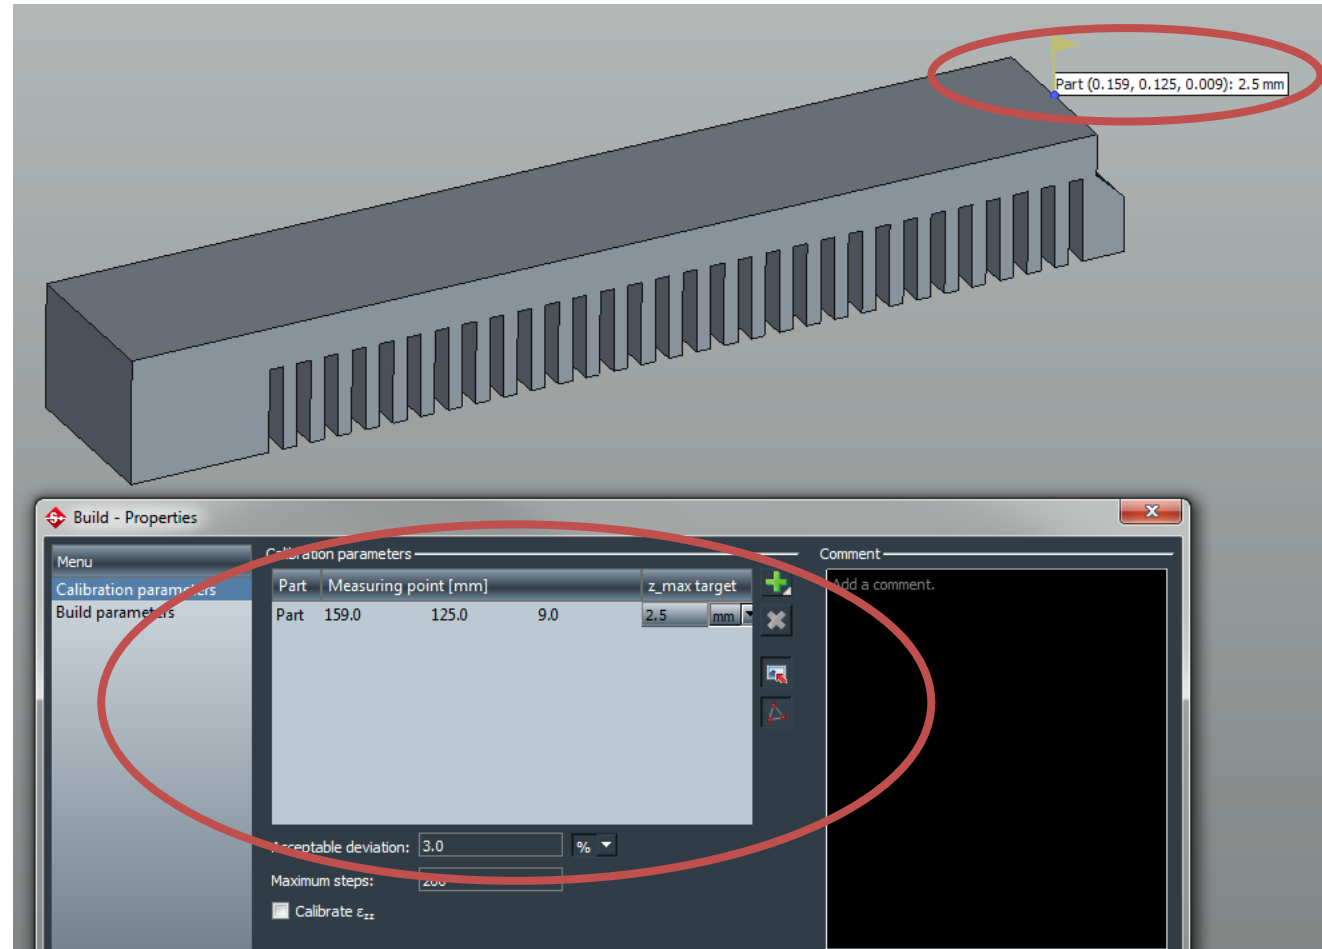 Part (0.159, 0.125, 0.009): 2.5 mm
Build - Properties
Menu
Calibration parameters
Build parameters
Calibration parameters
Part Measuring point [mm] z_max target
Part 159.0 125.0 9.0 2.5 mm
Acceptable deviation: 3.0 %
Maximum steps: 200
Calibrate εzz
Comment
Add a comment.